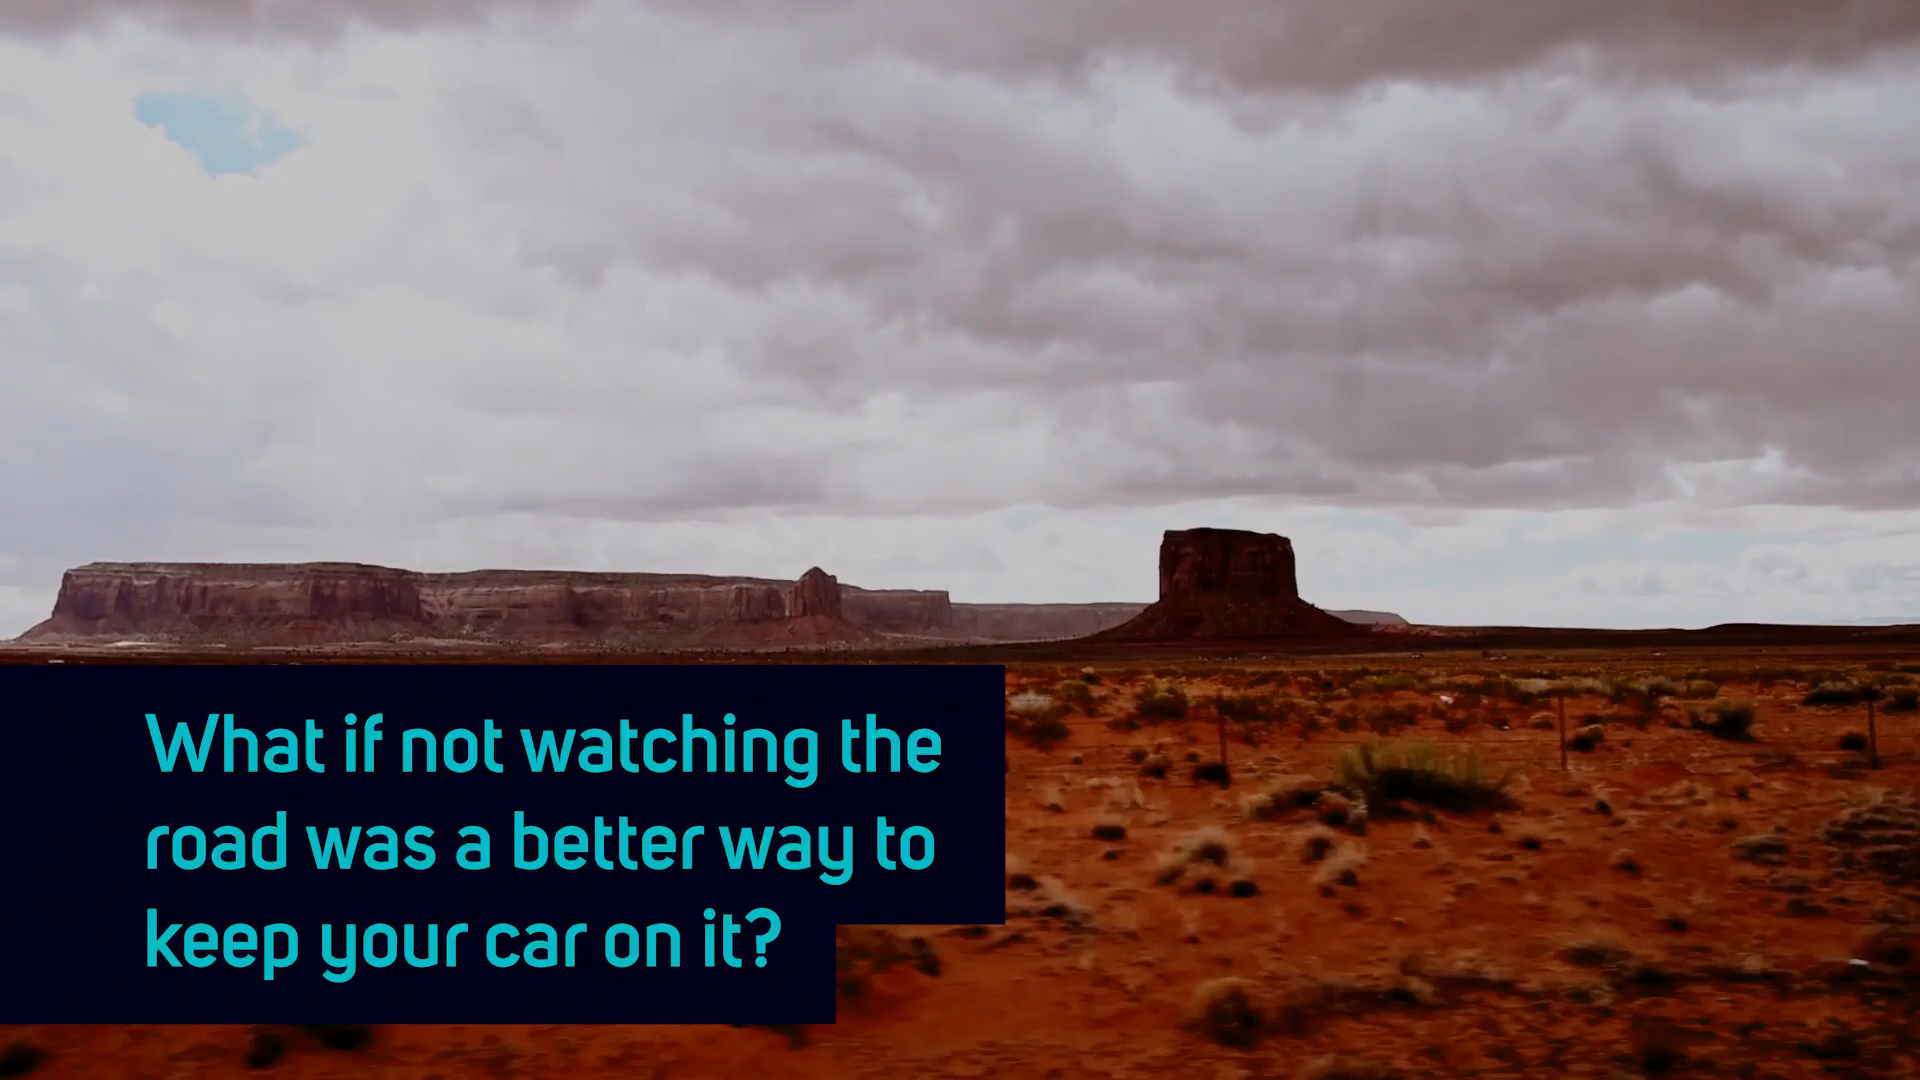 What if not watching the
road was a better way to
keep your car on it?